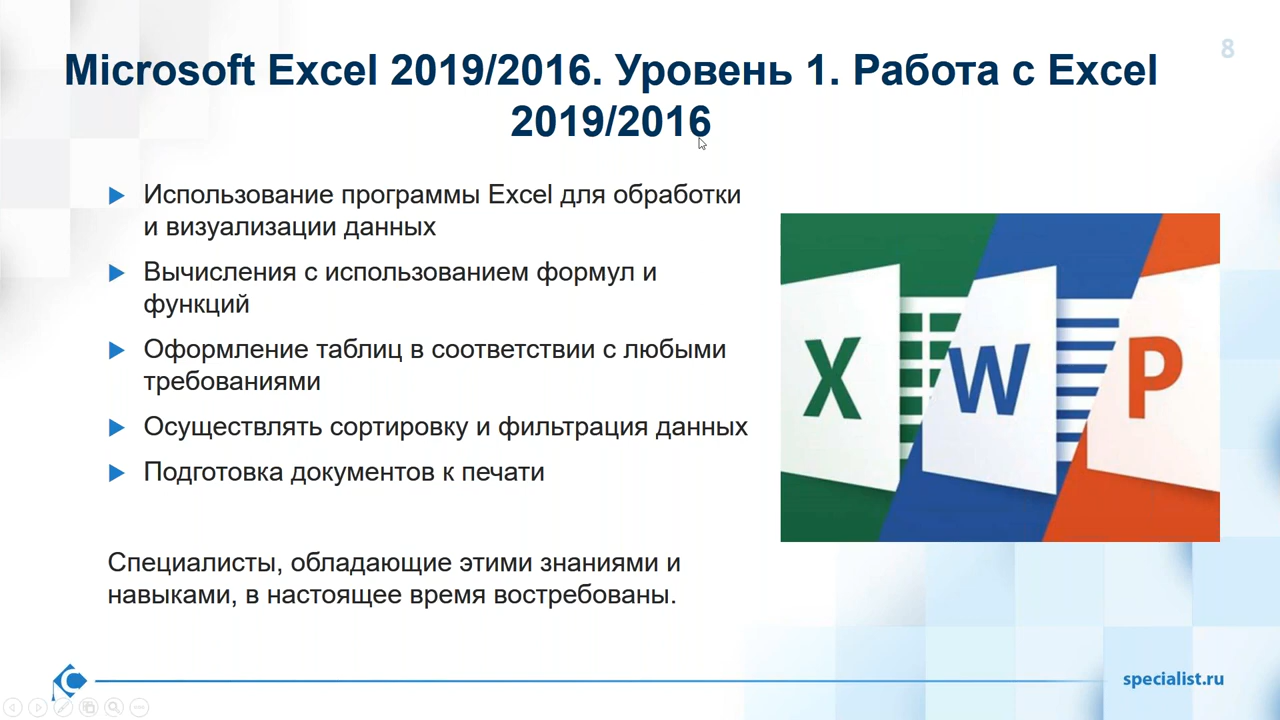 8
Microsoft Excel 2019/2016. Уровень 1. Работа с Excel
2019/2016
Использование программы Excel для обработки
и визуализации данных
Вычисления с использованием формул и
функций
Оформление таблиц в соответствии с любыми
требованиями
Осуществлять сортировку и фильтрация данных
Подготовка документов к печати
X W P
Специалисты, обладающие этими знаниями и
навыками, в настоящее время востребованы.
specialist.ru